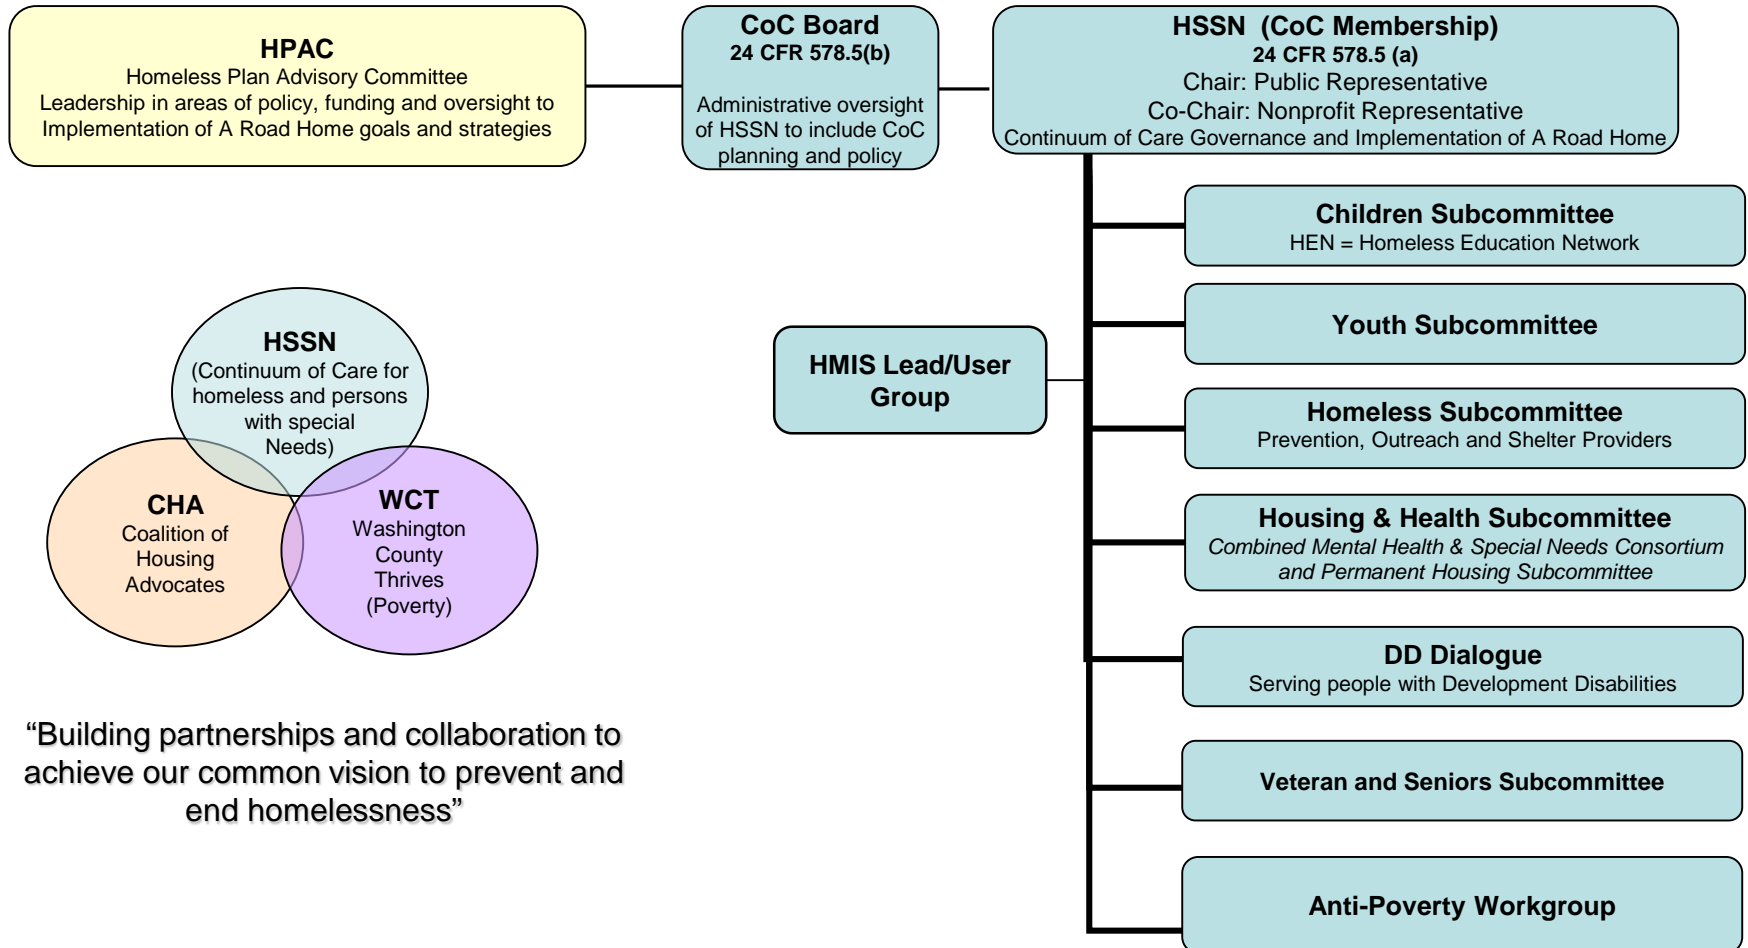 HPAC
Homeless Plan Advisory Committee
Leadership in areas of policy, funding and oversight to
Implementation of A Road Home goals and strategies
CoC Board
24 CFR 578.5(b)
Administrative oversight
of HSSN to include CoC
planning and policy
HSSN (CoC Membership)
24 CFR 578.5 (a)
Chair: Public Representative
Co-Chair: Nonprofit Representative
Continuum of Care Governance and Implementation of A Road Home
Children Subcommittee
HEN = Homeless Education Network
Youth Subcommittee
HMIS Lead/User
Group
Homeless Subcommittee
Prevention, Outreach and Shelter Providers
Housing & Health Subcommittee
Combined Mental Health & Special Needs Consortium
and Permanent Housing Subcommittee
DD Dialogue
Serving people with Development Disabilities
Veteran and Seniors Subcommittee
Anti-Poverty Workgroup
HSSN
(Continuum of Care for
homeless and persons
with special
Needs)
CHA
Coalition of
Housing
Advocates
WCT
Washington
County
Thrives
(Poverty)
“Building partnerships and collaboration to
achieve our common vision to prevent and
end homelessness”